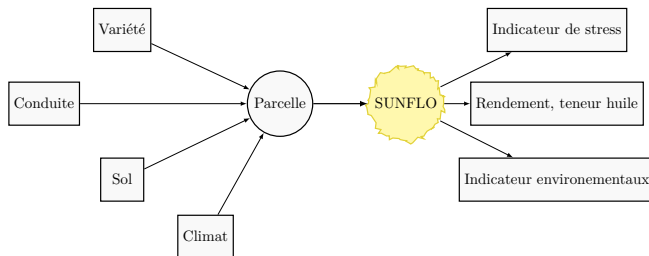 Variété
Indicateur de stress
Conduite
Parcelle
SUNFLO
Rendement, teneur huile
Sol
Indicateur environementaux
Climat